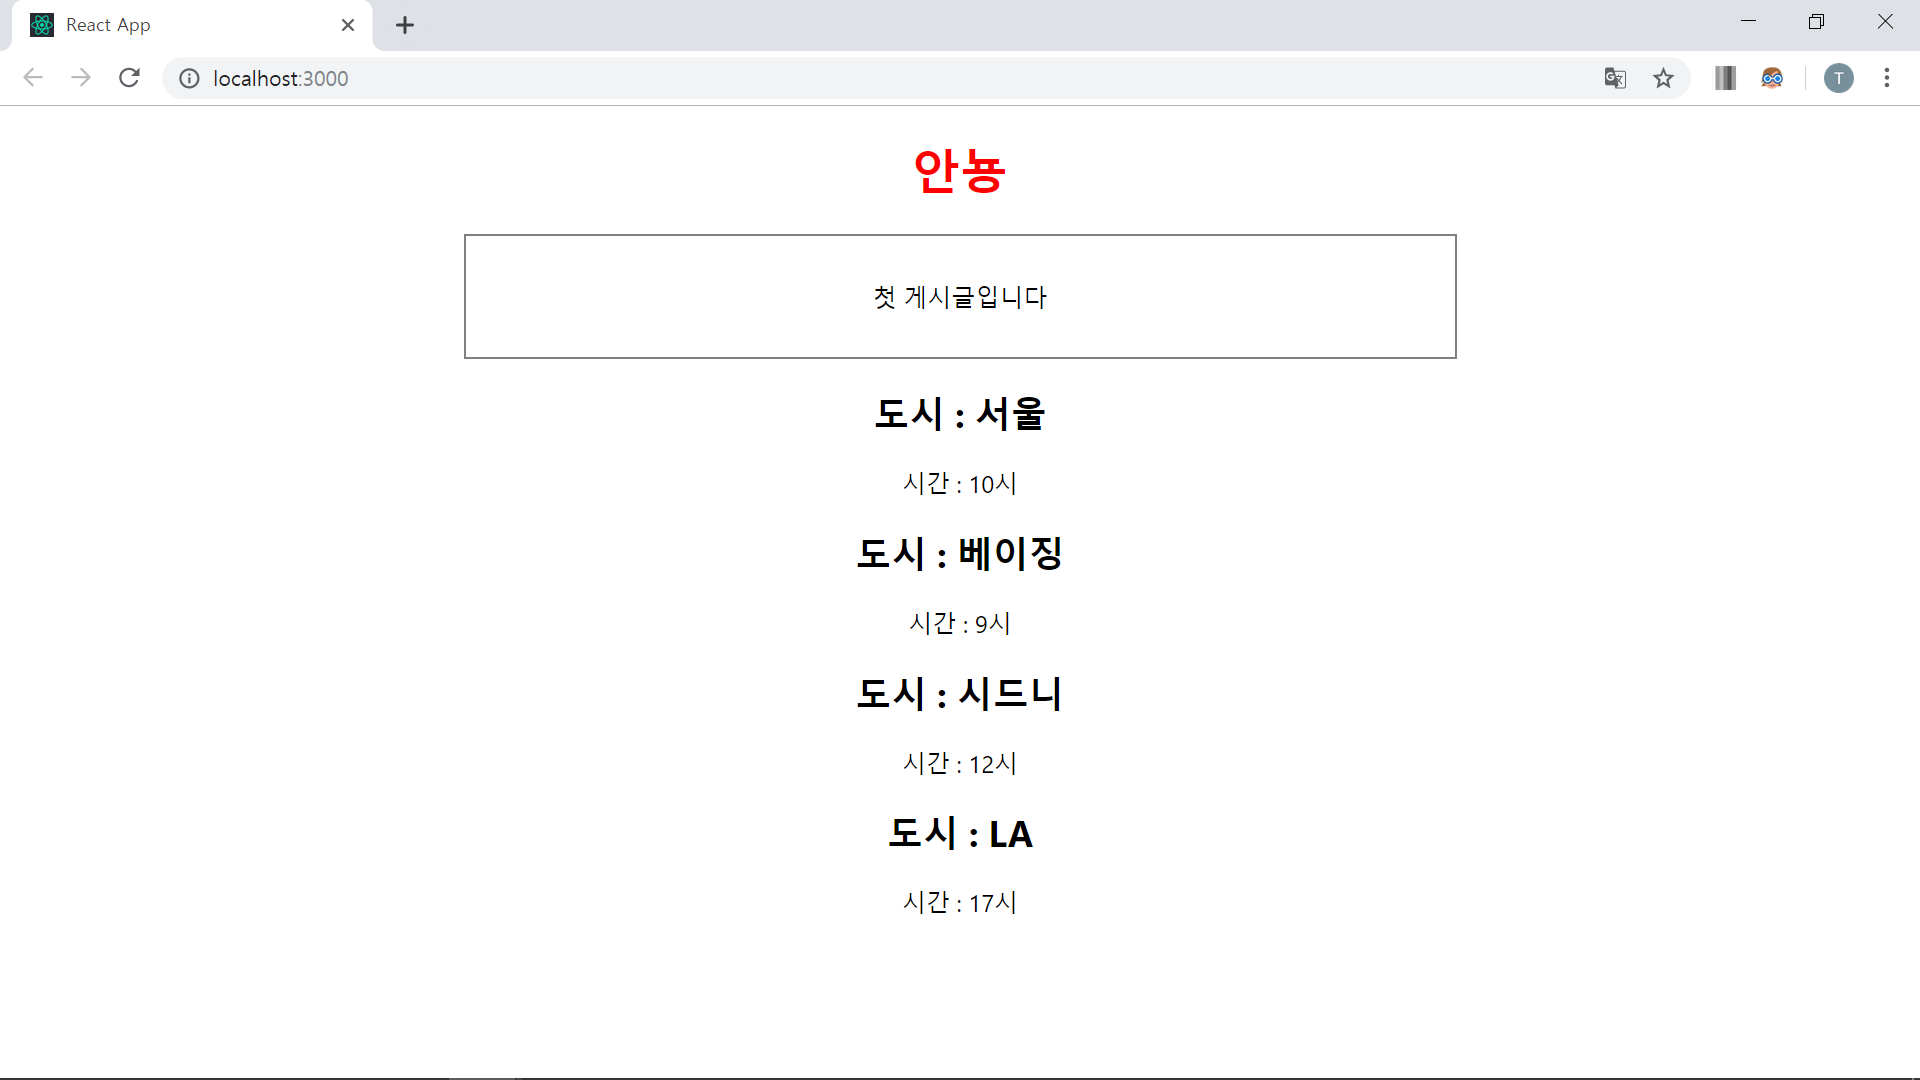 React App
localhost:3000
T
안뇽
첫 게시글입니다
도시 : 서울
시간 : 10시
도시 : 베이징
시간 : 9시
도시 : 시드니
시간 : 12시
도시 : LA
시간 : 17시